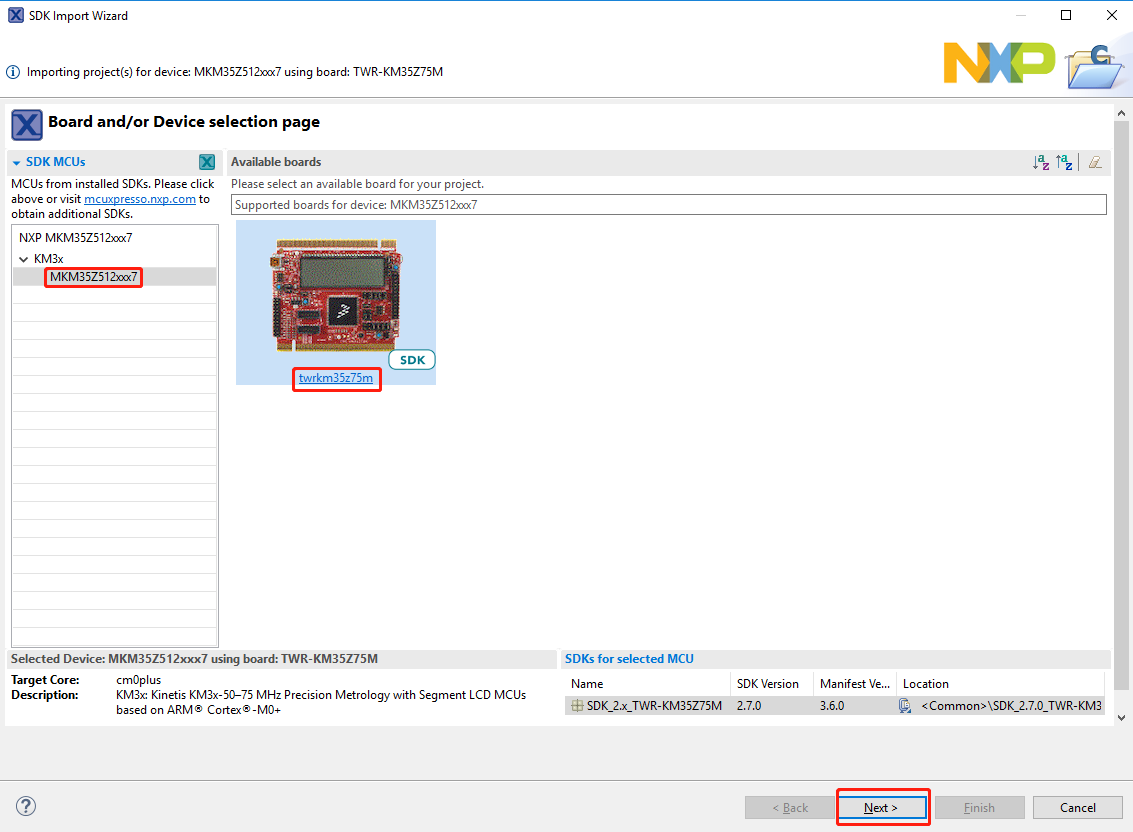 SDK Import Wizard
Importing project(s) for device: MKM35Z512xxx7 using board: TWR-KM35Z75M
NXP
C
Board and/or Device selection page
SDK MCUs
MCUs from installed SDKs. Please click
above or visit mcuxpresso.nxp.com to
obtain additional SDKs.
NXP MKM35Z512xxx7
KM3x
MKM35Z512xxx7
Available boards
Please select an available board for your project.
Supported boards for device: MKM35Z512xxx7
SDK
twrkm35z75m
Selected Device: MKM35Z512xxx7 using board: TWR-KM35Z75M
Target Core: cm0plus
Description: KM3x: Kinetis KM3x-50–75 MHz Precision Metrology with Segment LCD MCUs
based on ARM® Cortex®-M0+
SDKs for selected MCU
Name SDK Version Manifest Ve... Location
SDK_2.x_TWR-KM35Z75M 2.7.0 3.6.0 <Common>\SDK_2.7.0_TWR-KM3
< Back Next > Finish Cancel